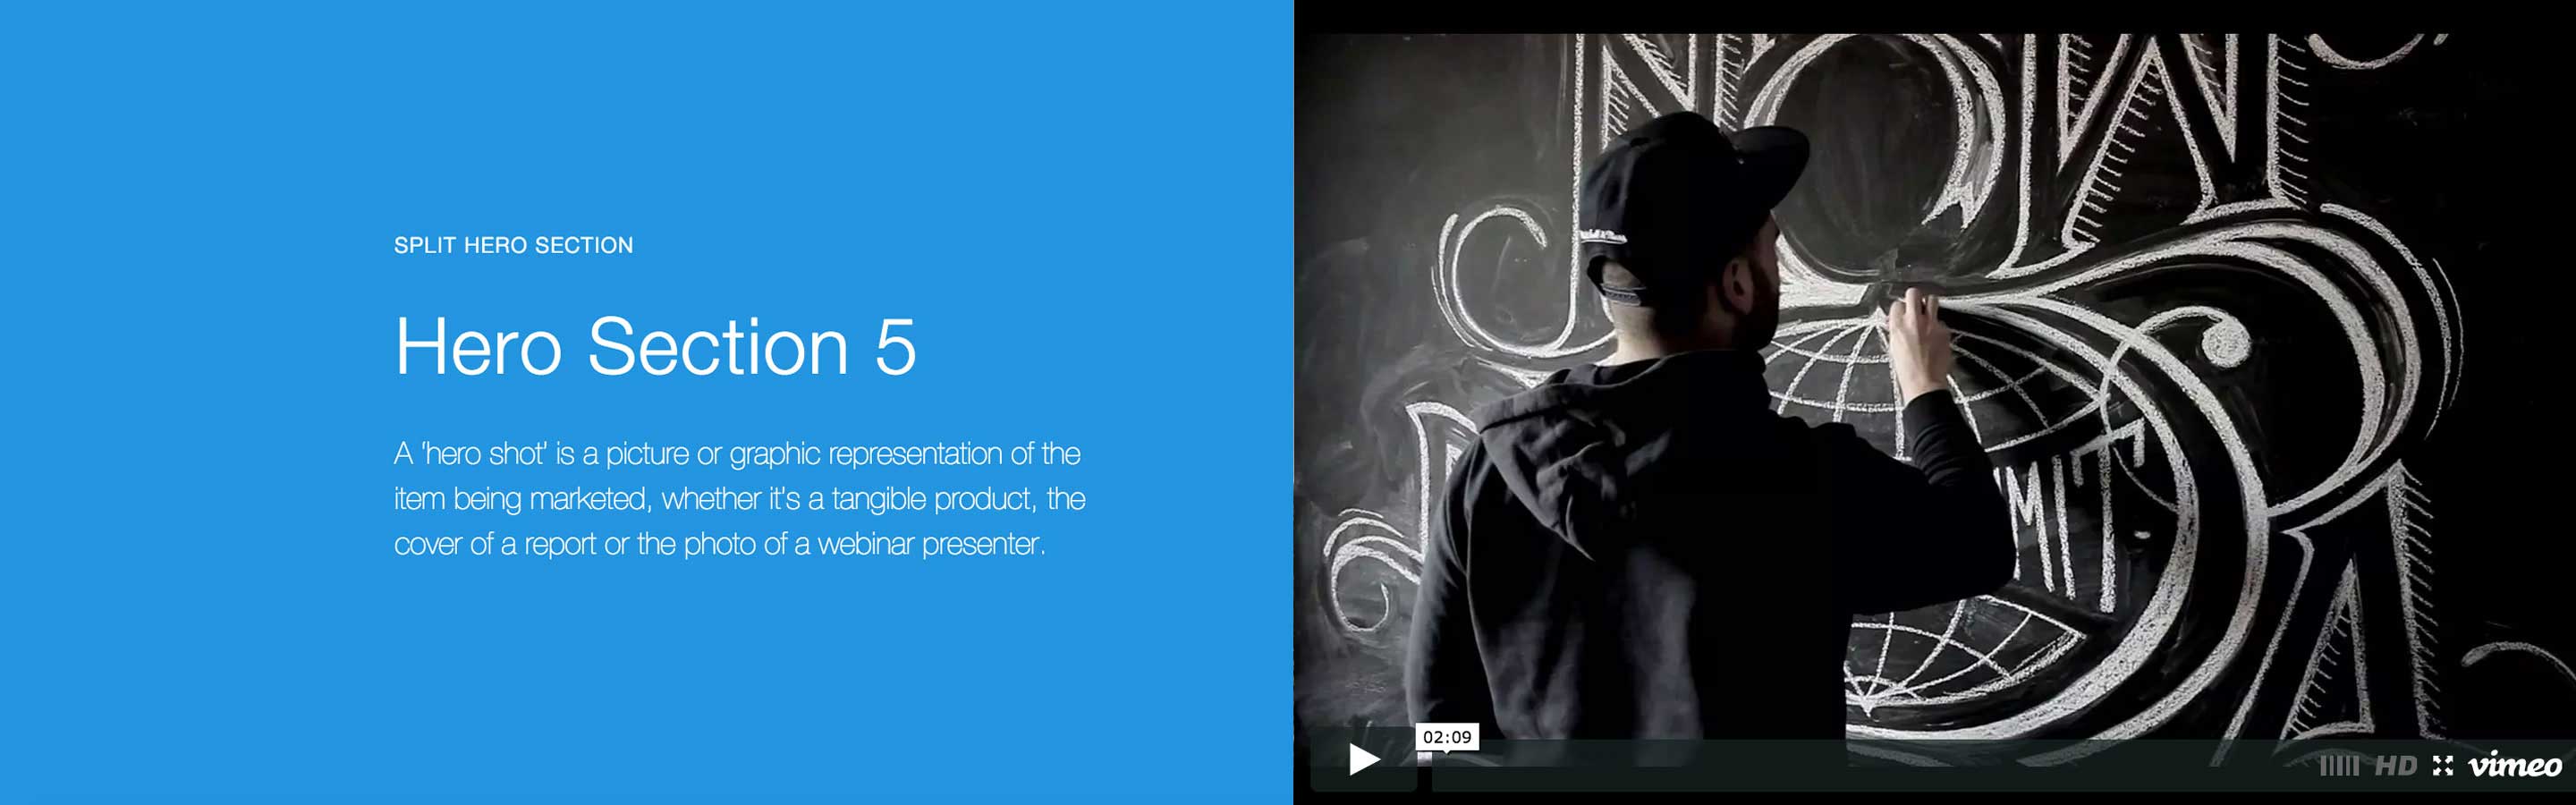 SPLIT HERO SECTION
Hero Section 5
A 'hero shot' is a picture or graphic representation of the
item being marketed, whether it's a tangible product, the
cover of a report or the photo of a webinar presenter.
02:09
HD vimeo